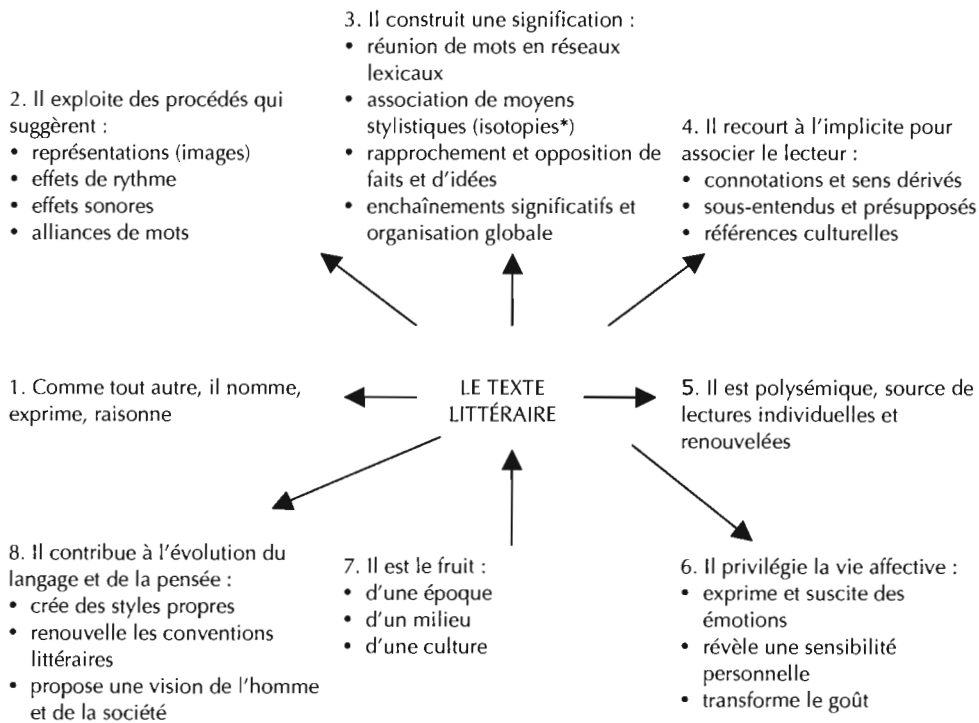 3. Il construit une signification :
• réunion de mots en réseaux
lexicaux
• association de moyens
stylistiques (isotopies*)
• rapprochement et opposition de
faits et d'idées
• enchaînements significatifs et
organisation globale
2. Il exploite des procédés qui
suggèrent :
• représentations (images)
• effets de rythme
• effets sonores
• alliances de mots
4. Il recourt à l'implicite pour
associer le lecteur :
• connotations et sens dérivés
• sous-entendus et présupposés
• références culturelles
1. Comme tout autre, il nomme,
exprime, raisonne
LE TEXTE
LITTÉRAIRE
5. Il est polysémique, source de
lectures individuelles et
renouvelées
8. Il contribue à l'évolution du
langage et de la pensée :
• crée des styles propres
• renouvelle les conventions
littéraires
• propose une vision de l'homme
et de la société
7. Il est le fruit :
• d'une époque
• d'un milieu
• d'une culture
6. Il privilégie la vie affective :
• exprime et suscite des
émotions
• révèle une sensibilité
personnelle
• transforme le goût